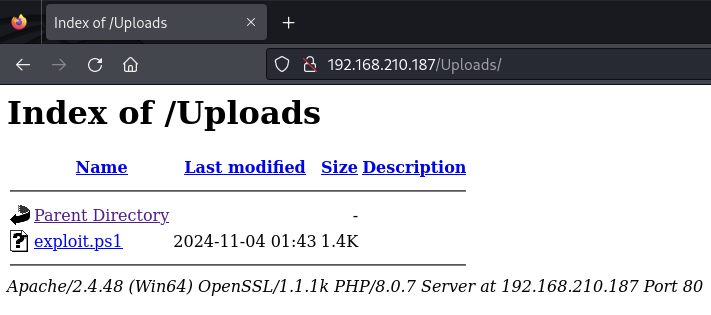 Index of /Uploads
192.168.210.187/Uploads/
Index of /Uploads
Name Last modified Size Description
Parent Directory -
exploit.ps1 2024-11-04 01:43 1.4K
Apache/2.4.48 (Win64) OpenSSL/1.1.1k PHP/8.0.7 Server at 192.168.210.187 Port 80